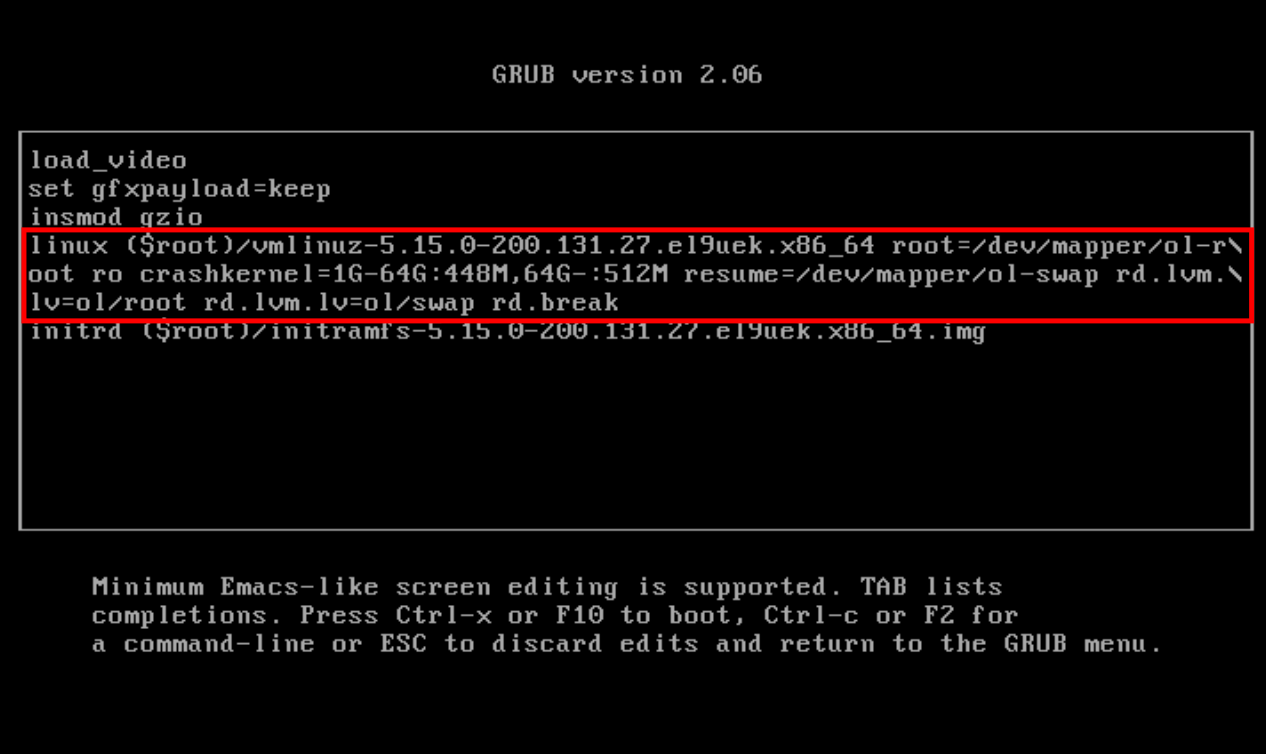 GRUB version 2.06
load_video
set gfxpayload=keep
insmod gzio
linux ($root)/vmlinuz-5.15.0-200.131.27.el9uek.x86_64 root=/dev/mapper/ol-r\
oot ro crashkernel=1G-64G:448M,64G-:512M resume=/dev/mapper/ol-swap rd.lvm.\
lv=ol/root rd.lvm.lv=ol/swap rd.break
initrd ($root)/initramfs-5.15.0-200.131.27.el9uek.x86_64.img
Minimum Emacs-like screen editing is supported. TAB lists
completions. Press Ctrl-x or F10 to boot, Ctrl-c or F2 for
a command-line or ESC to discard edits and return to the GRUB menu.